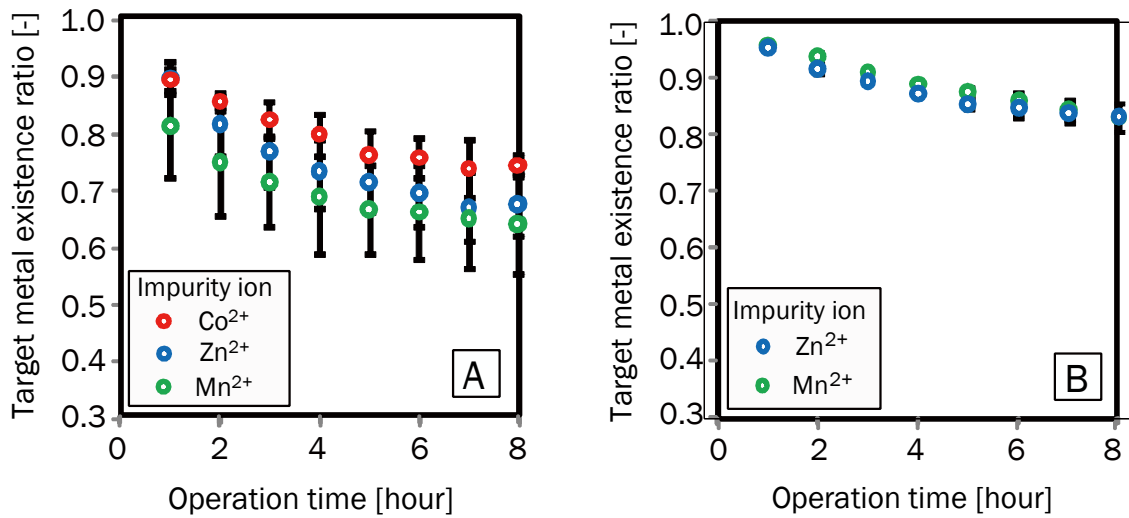 Target metal existence ratio [-]
1.0
0.9
0.8
0.7
0.6
0.5
0.4
0.3
Impurity ion
Co²⁺
Zn²⁺
Mn²⁺
A
0
2
4
6
8
Operation time [hour]
Target metal existence ratio [-]
1.0
0.9
0.8
0.7
0.6
0.5
0.4
0.3
Impurity ion
Zn²⁺
Mn²⁺
B
0
2
4
6
8
Operation time [hour]